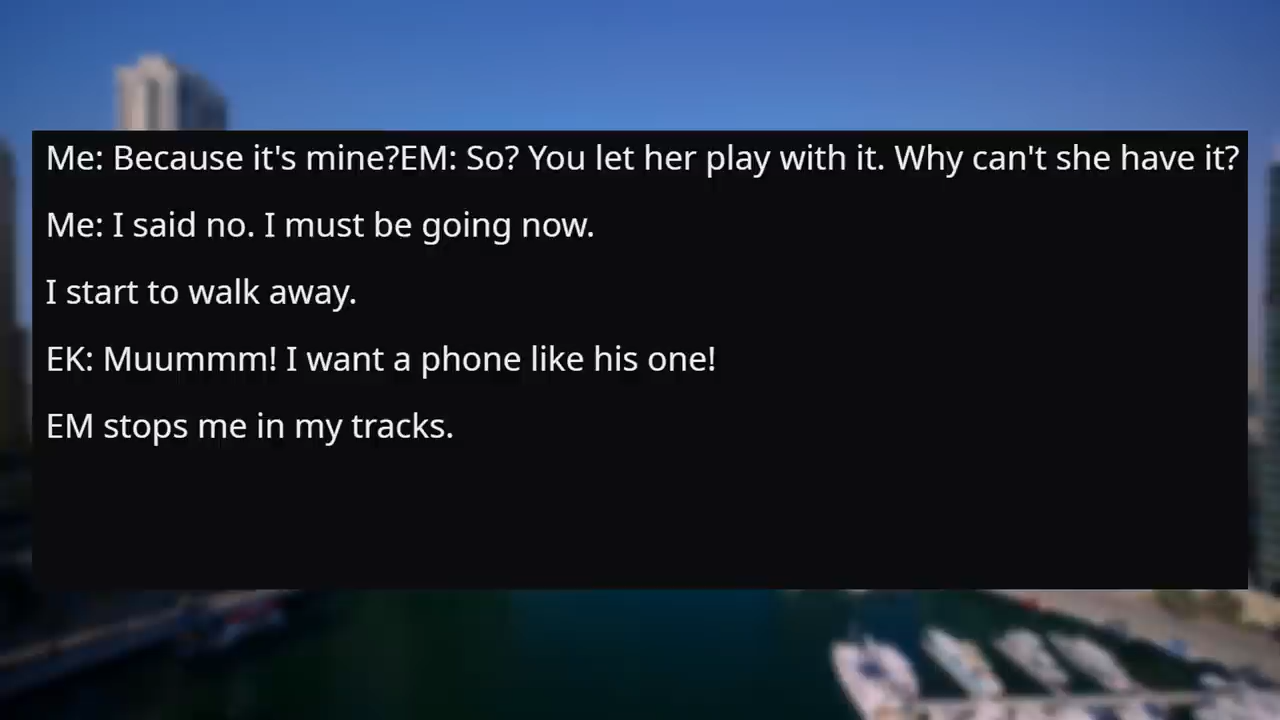 Me: Because it's mine?EM: So? You let her play with it. Why can't she have it?
Me: I said no. I must be going now.
I start to walk away.
EK: Muummm! I want a phone like his one!
EM stops me in my tracks.